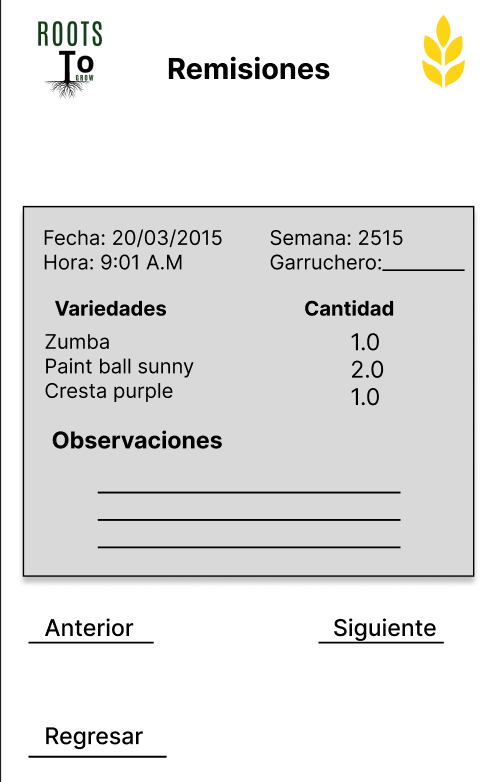 ROOTS
To
GROW
Remisiones
Fecha: 20/03/2015 Semana: 2515
Hora: 9:01 A.M Garruchero:_________
Variedades Cantidad
Zumba 1.0
Paint ball sunny 2.0
Cresta purple 1.0
Observaciones
Anterior Siguiente
Regresar